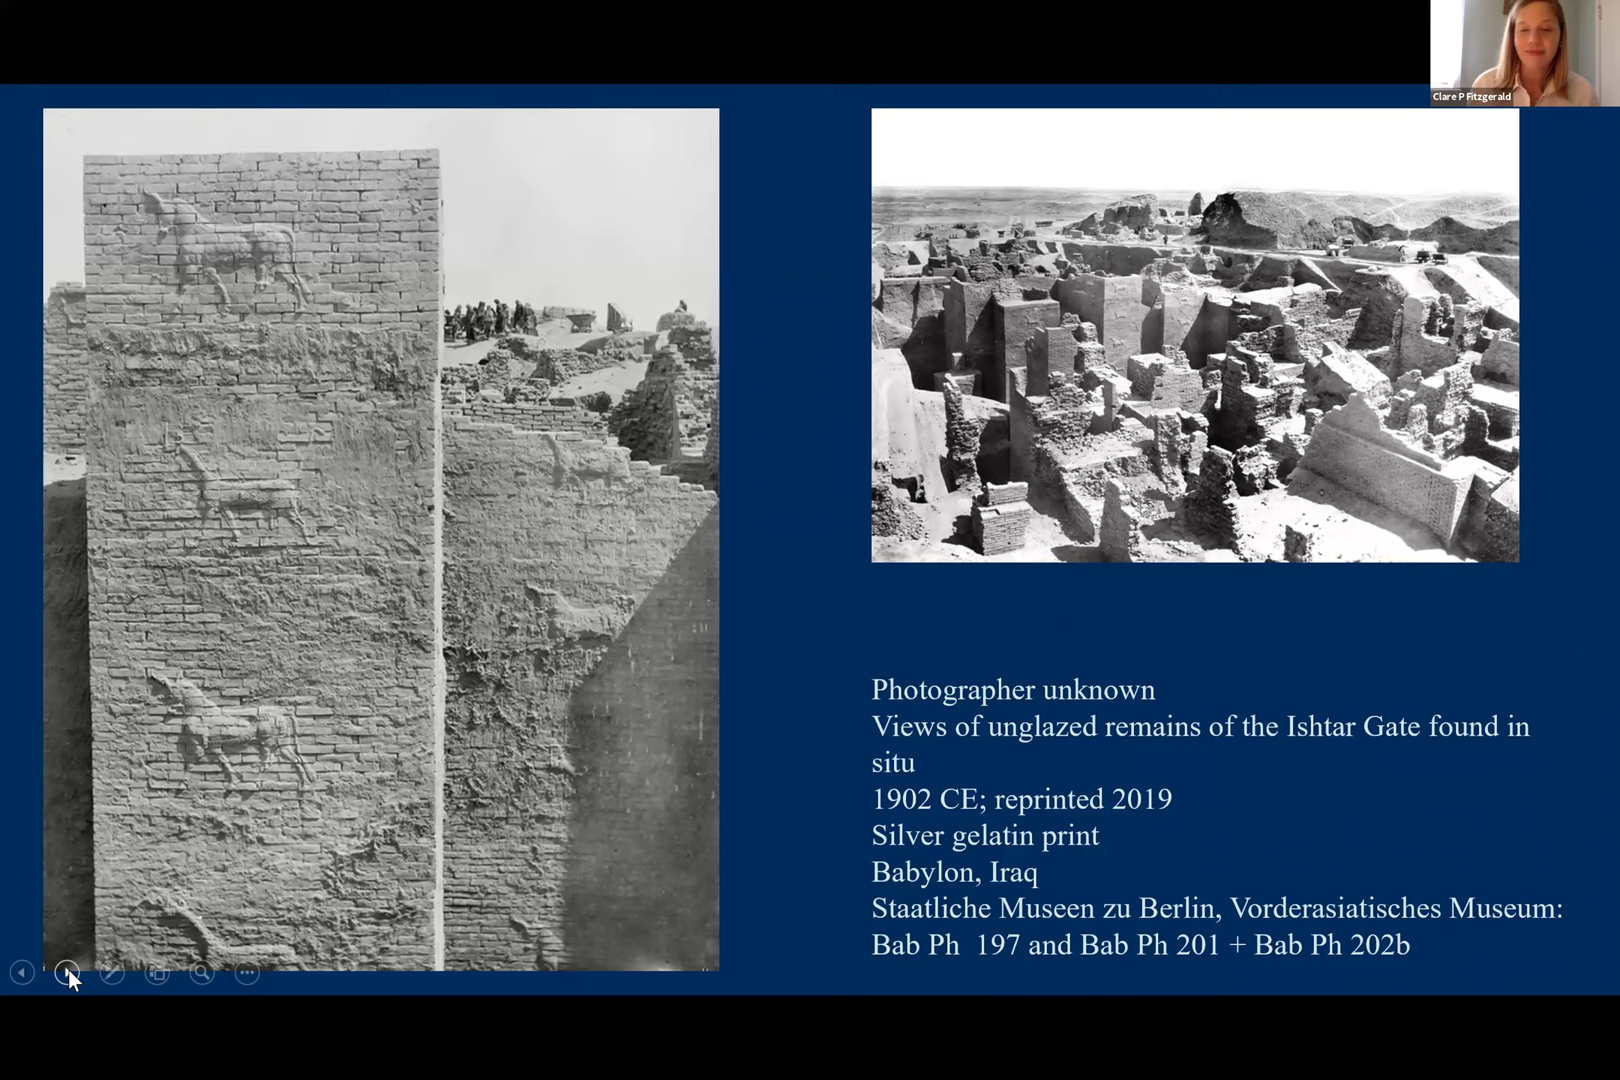 Clare P Fitzgerald
Photographer unknown
Views of unglazed remains of the Ishtar Gate found in
situ
1902 CE; reprinted 2019
Silver gelatin print
Babylon, Iraq
Staatliche Museen zu Berlin, Vorderasiatisches Museum:
Bab Ph  197 and Bab Ph 201 + Bab Ph 202b